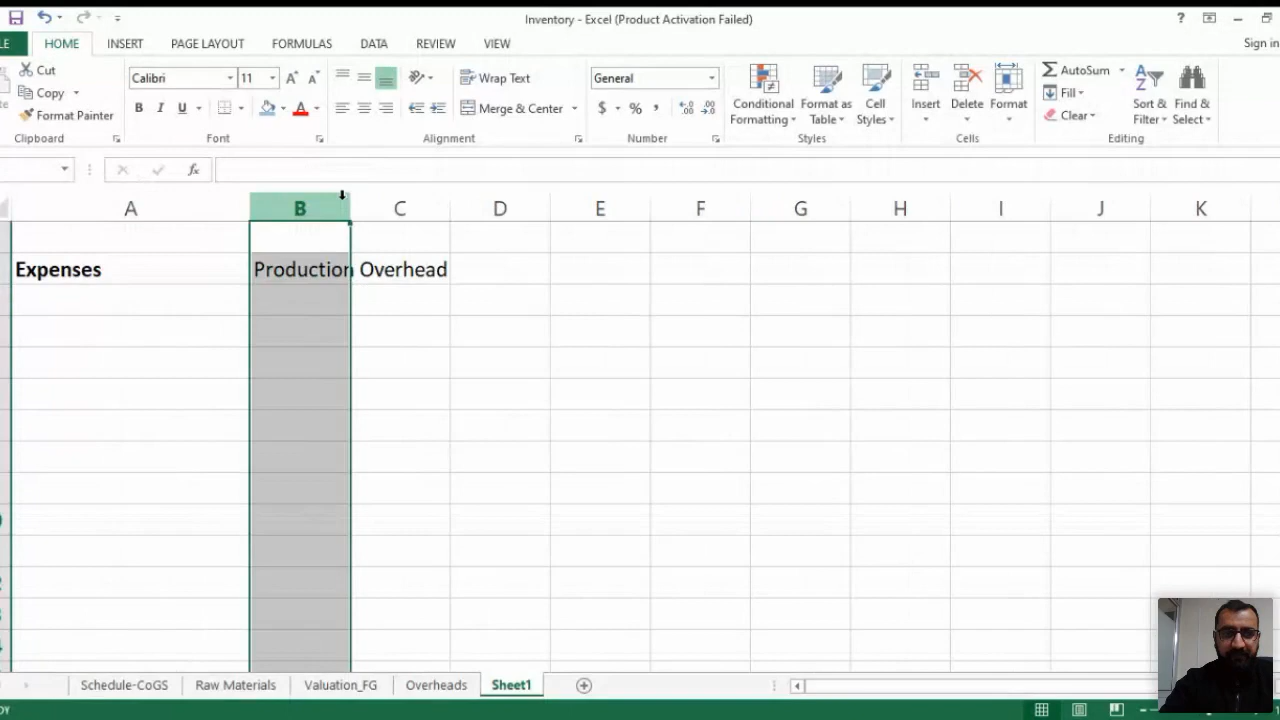 Inventory - Excel (Product Activation Failed)
?
LE HOME INSERT PAGE LAYOUT FORMULAS DATA REVIEW VIEW Sign in
Cut
Copy
Format Painter
Clipboard
Calibri 11
B I U
Font
Wrap Text
Merge & Center
Alignment
General
$ % ,
Number
Conditional Formatting
Format as Table
Cell Styles
Styles
Insert
Delete
Format
Cells
AutoSum
Fill
Clear
Sort & Filter
Find & Select
Editing
fx
A B C D E F G H I J K
Expenses Production Overhead
Schedule-CoGS Raw Materials Valuation_FG Overheads Sheet1